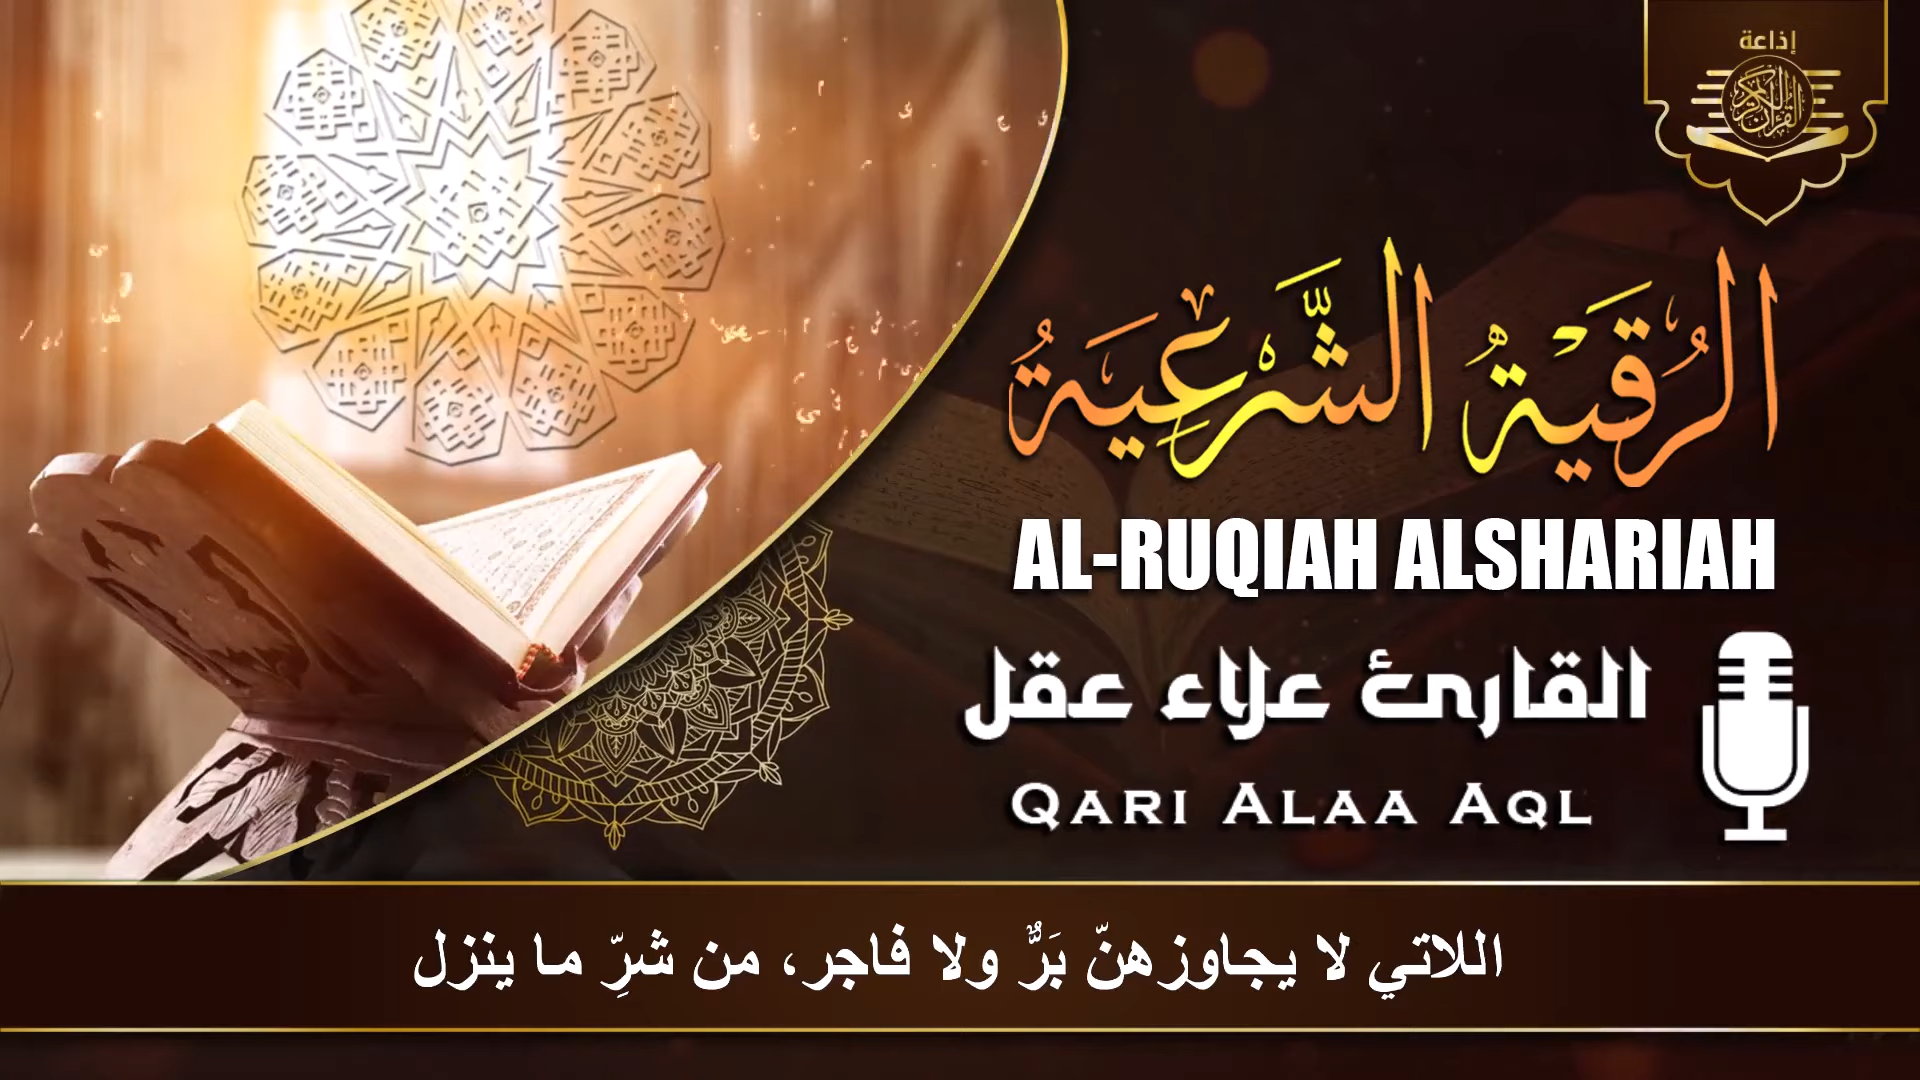 إذاعة
القرآن الكريم
الرُقيَةُ الشَّرعِيَةُ
AL-RUQIAH ALSHARIAH
القارئ علاء عقل
QARI ALAA AQL
اللاتي لا يجاوزهنّ بَرٌّ ولا فاجر، من شرِّ ما ينزل